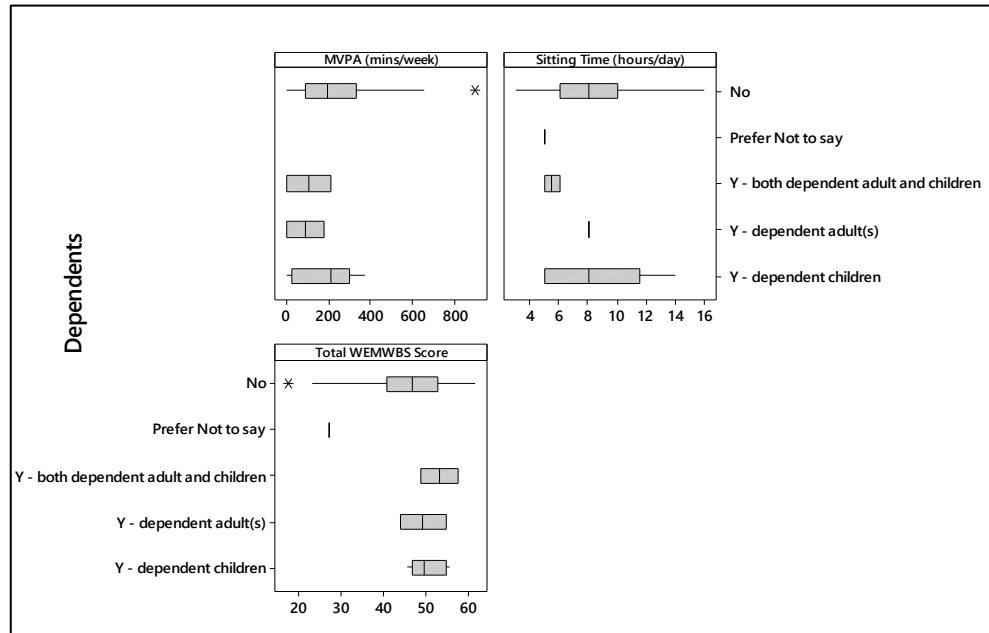 MVPA (mins/week)
Sitting Time (hours/day)
No
Prefer Not to say
Y - both dependent adult and children
Y - dependent adult(s)
Y - dependent children
0 200 400 600 800
4 6 8 10 12 14 16
Dependents
Total WEMWBS Score
No
Prefer Not to say
Y - both dependent adult and children
Y - dependent adult(s)
Y - dependent children
20 30 40 50 60